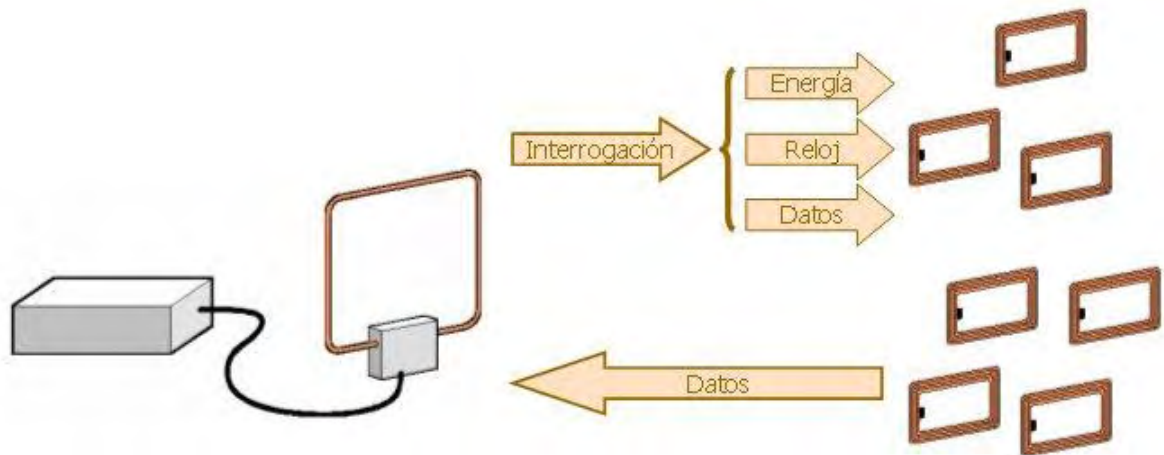 Energía
Interrogación
Reloj
Datos
Datos